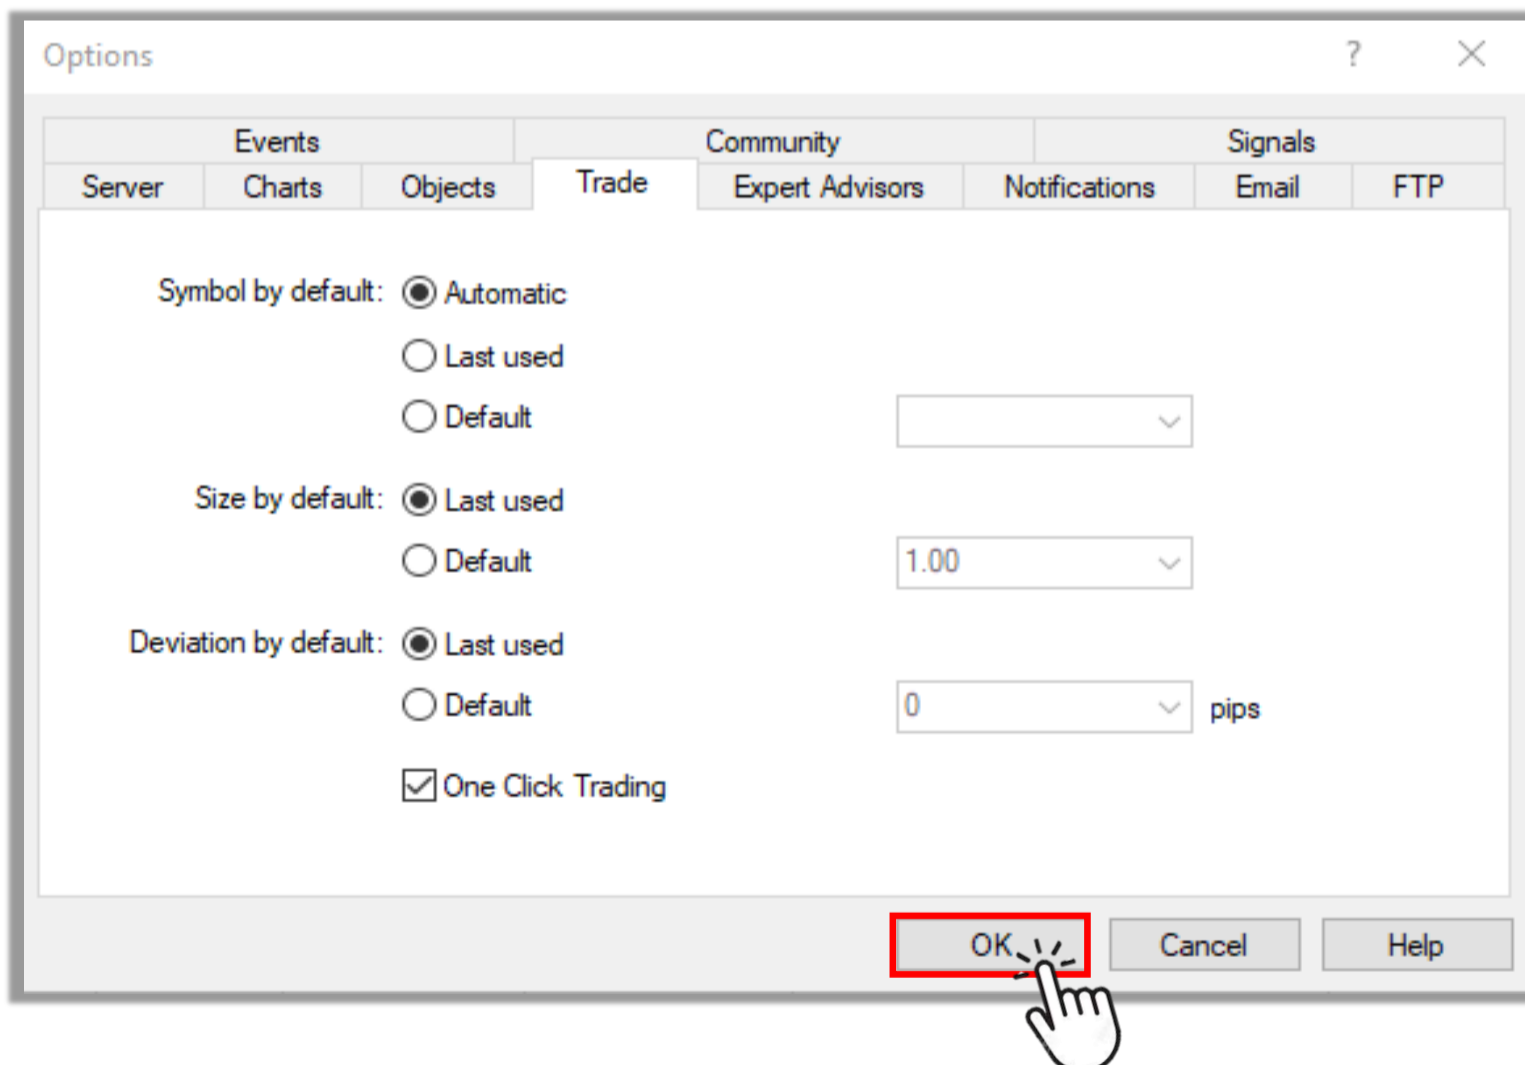 Options ?
Events Community Signals
Server Charts Objects Trade Expert Advisors Notifications Email FTP
Symbol by default: Automatic
Last used
Default
Size by default: Last used
Default 1.00
Deviation by default: Last used
Default 0 pips
One Click Trading
OK Cancel Help